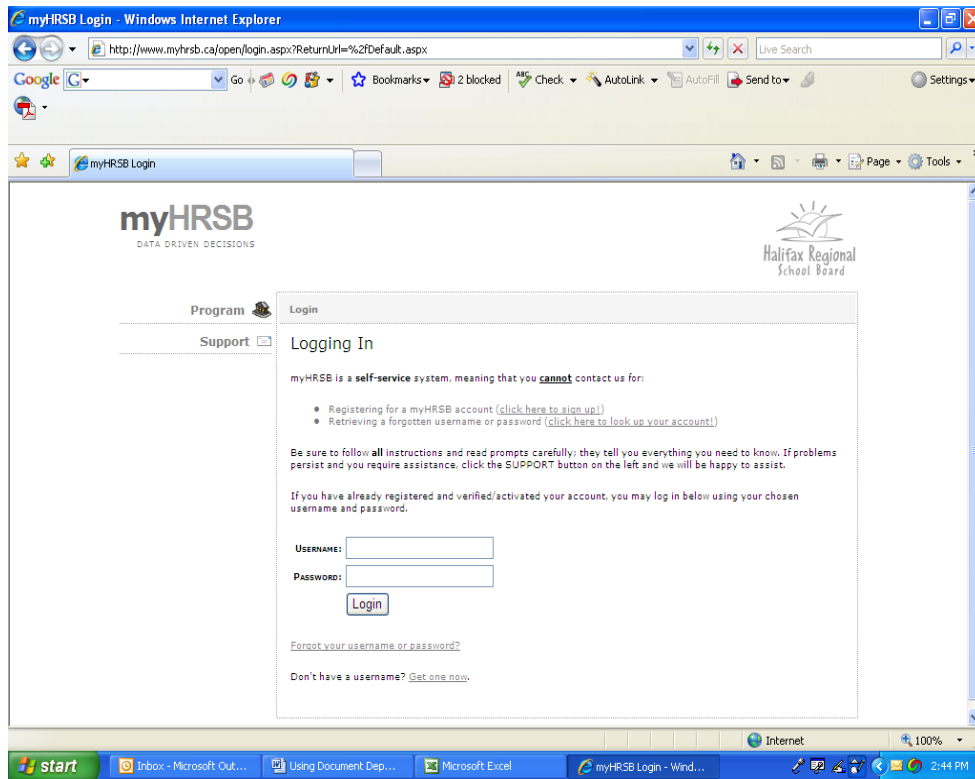 myHRSB Login - Windows Internet Explorer
http://www.myhrsb.ca/open/login.aspx?ReturnUrl=%2fDefault.aspx
Live Search
Google
G
Go
Bookmarks
2 blocked
ABC
Check
AutoLink
AutoFill
Send to
Settings
myHRSB Login
Page
Tools
myHRSB
DATA DRIVEN DECISIONS
Halifax Regional
School Board
Program
Support
Login
Logging In
myHRSB is a self-service system, meaning that you cannot contact us for:
• Registering for a myHRSB account (click here to sign up!)
• Retrieving a forgotten username or password (click here to look up your account!)
Be sure to follow all instructions and read prompts carefully; they tell you everything you need to know. If problems
persist and you require assistance, click the SUPPORT button on the left and we will be happy to assist.
If you have already registered and verified/activated your account, you may log in below using your chosen
username and password.
USERNAME:
PASSWORD:
Login
Forgot your username or password?
Don't have a username? Get one now.
Internet
100%
start
Inbox - Microsoft Out...
Using Document Dep...
Microsoft Excel
myHRSB Login - Wind...
2:44 PM